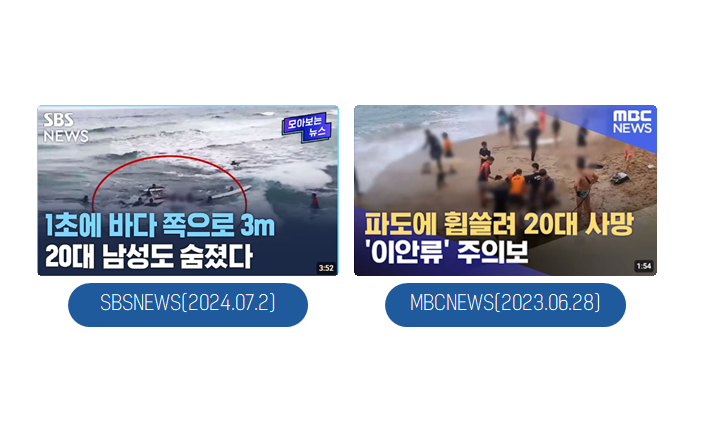 SBS
NEWS
모아보는
뉴스
1초에 바다 쪽으로 3m
20대 남성도 숨졌다
3:52
SBSNEWS(2024.07.2)
MBC
NEWS
파도에 휩쓸려 20대 사망
'이안류' 주의보
1:54
MBCNEWS(2023.06.28)